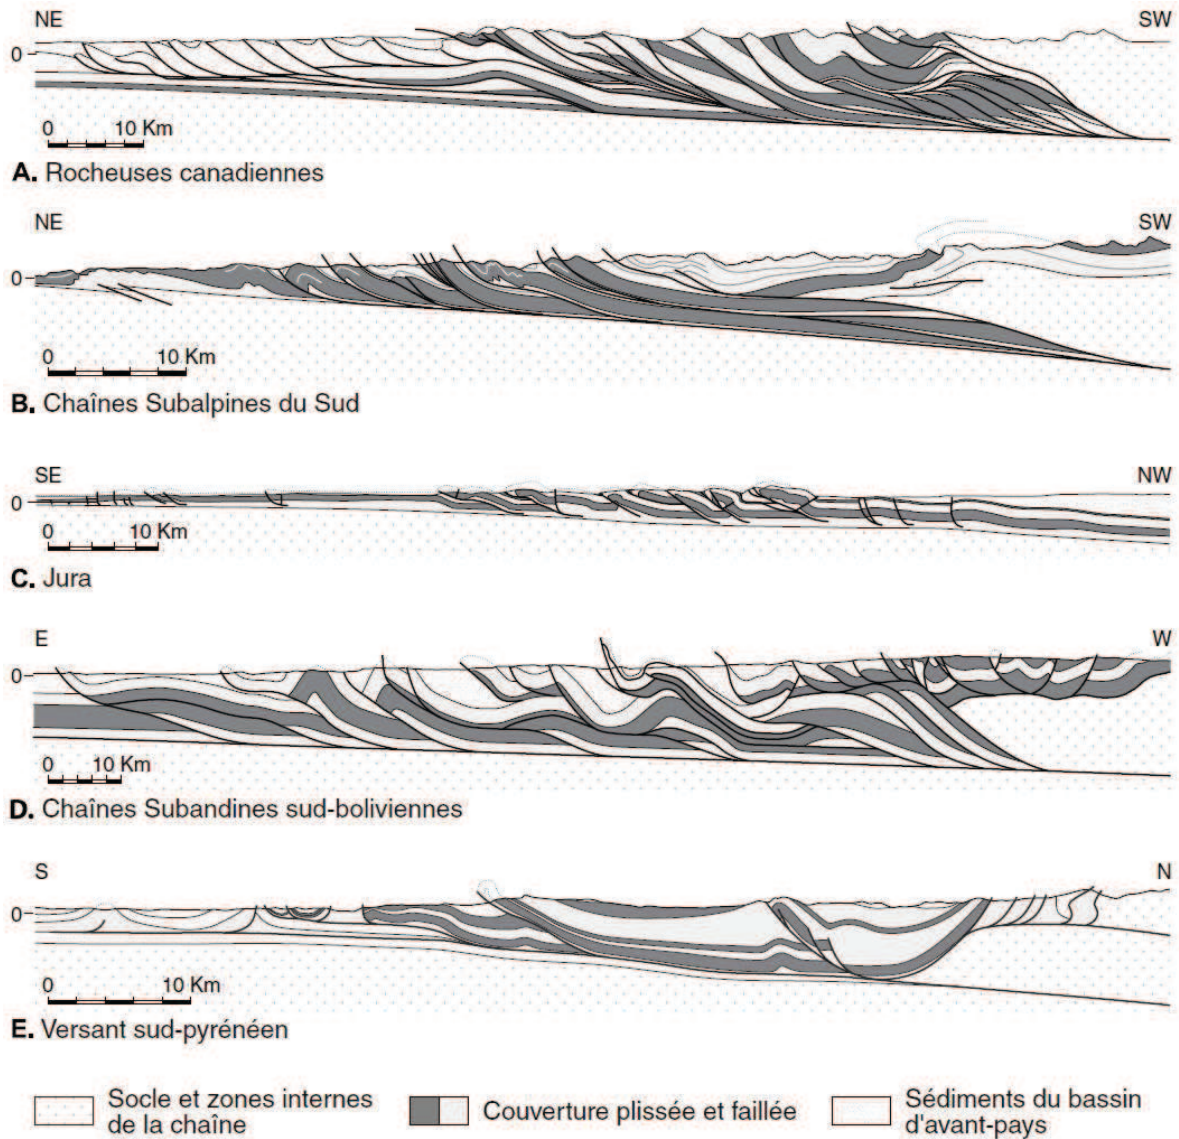 NE SW
0
0 10 Km
A. Rocheuses canadiennes
NE SW
0
0 10 Km
B. Chaînes Subalpines du Sud
SE NW
0
0 10 Km
C. Jura
E W
0
0 10 Km
D. Chaînes Subandines sud-boliviennes
S N
0
0 10 Km
E. Versant sud-pyrénéen
Socle et zones internes
de la chaîne
Couverture plissée et faillée
Sédiments du bassin
d'avant-pays